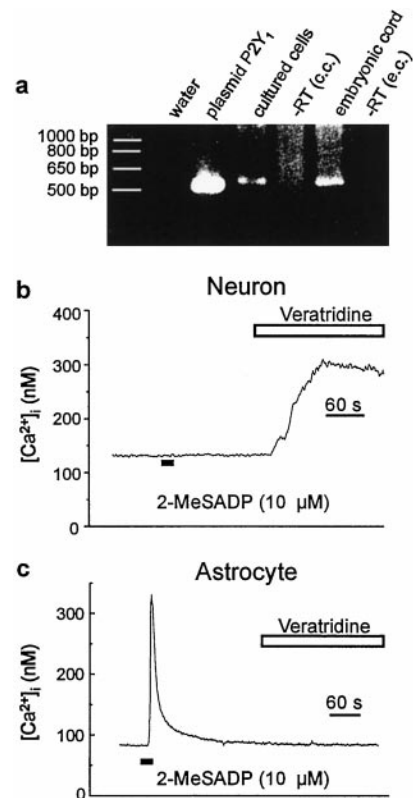 a
water
plasmid P2Y1
cultured cells
-RT (c.c.)
embryonic cord
-RT (e.c.)
1000 bp
800 bp
650 bp
500 bp
b
Neuron
400
300
200
100
0
[Ca2+]i (nM)
Veratridine
60 s
2-MeSADP (10 µM)
c
Astrocyte
300
200
100
0
[Ca2+]i (nM)
Veratridine
60 s
2-MeSADP (10 µM)